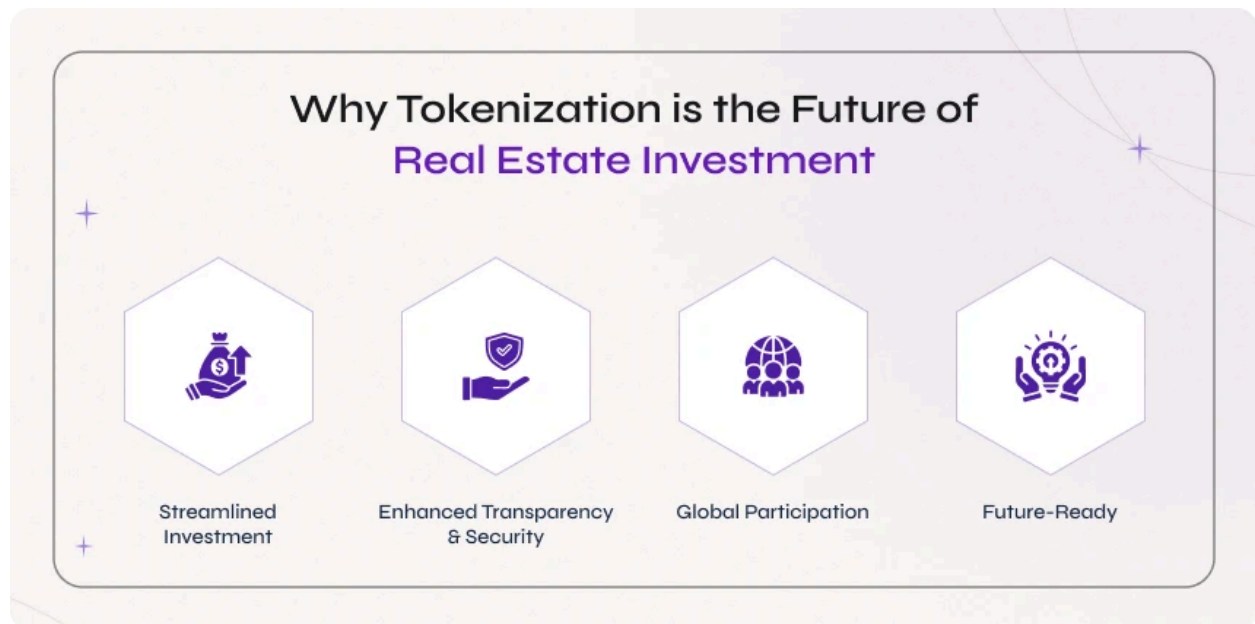 Why Tokenization is the Future of
Real Estate Investment
$
Streamlined
Investment
Enhanced Transparency
& Security
Global Participation
Future-Ready